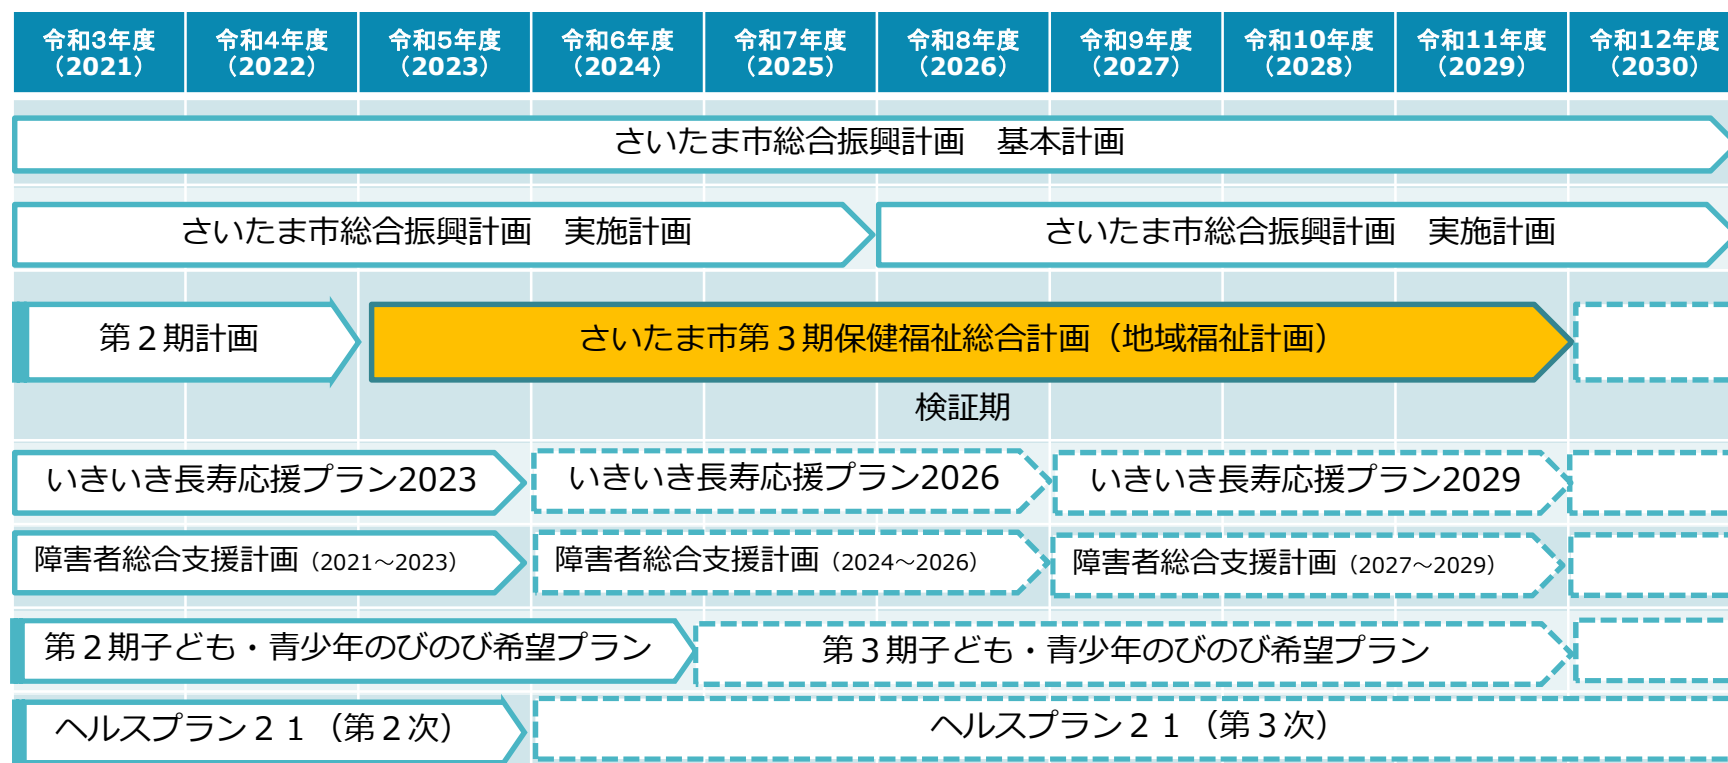 令和3年度 令和4年度 令和5年度 令和6年度 令和7年度 令和8年度 令和9年度 令和10年度 令和11年度 令和12年度
（2021） （2022） （2023） （2024） （2025） （2026） （2027） （2028） （2029） （2030）
さいたま市総合振興計画　基本計画
さいたま市総合振興計画　実施計画 さいたま市総合振興計画　実施計画
第２期計画 さいたま市第３期保健福祉総合計画（地域福祉計画）
検証期
いきいき長寿応援プラン2023 いきいき長寿応援プラン2026 いきいき長寿応援プラン2029
障害者総合支援計画（2021～2023） 障害者総合支援計画（2024～2026） 障害者総合支援計画（2027～2029）
第２期子ども・青少年のびのび希望プラン 第３期子ども・青少年のびのび希望プラン
ヘルスプラン２１（第２次） ヘルスプラン２１（第３次）